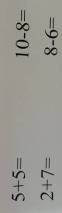 5+5= 10-8=
2+7= 8-6=